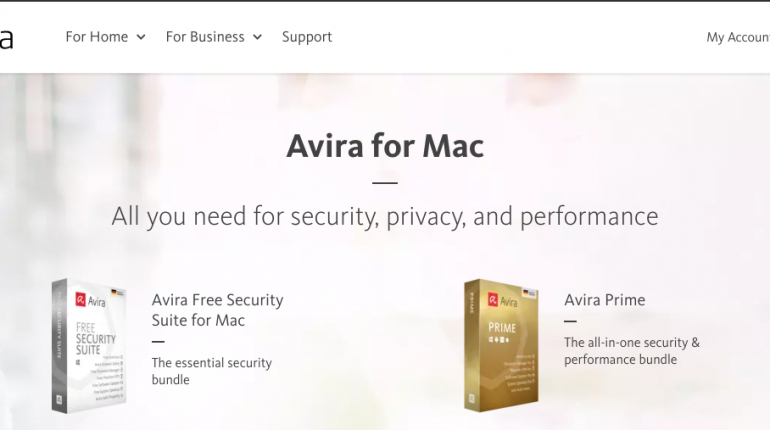 a
For Home
For Business
Support
My Accoun
Avira for Mac
All you need for security, privacy, and performance
Avira
FREE
SECURITY
SUITE
Avira Free Security
Suite for Mac
The essential security
bundle
Avira
PRIME
PRIME
Avira Prime
The all-in-one security &
performance bundle